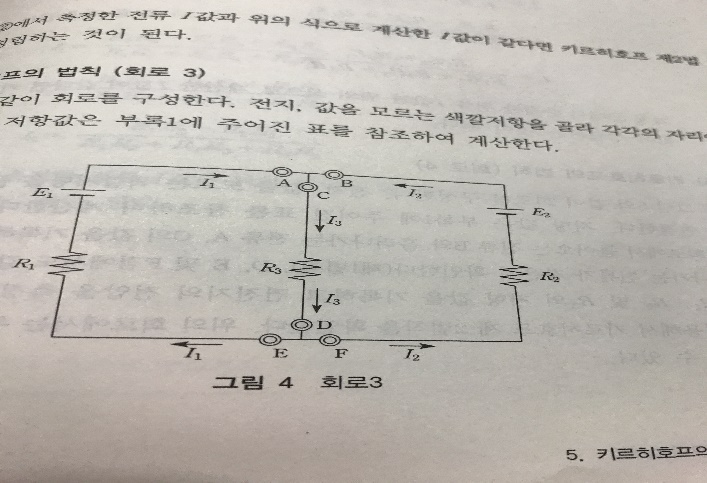 ②에서 측정한 전류 I값과 위의 식으로 계산한 I값이 같다면 키르히호프 제2법
성립하는 것이 된다.
프의 법칙 (회로 3)
같이 회로를 구성한다. 전지, 값을 모르는 색깔저항을 골라 각각의 자리에
저항값은 부록1에 주어진 표를 참조하여 계산한다.
I₁ A B I₂
C
E₁ E₂
I₃
R₁ R₃ R₂
I₃
D
I₁ E F I₂
그림 4 회로3
5. 키르히호프의